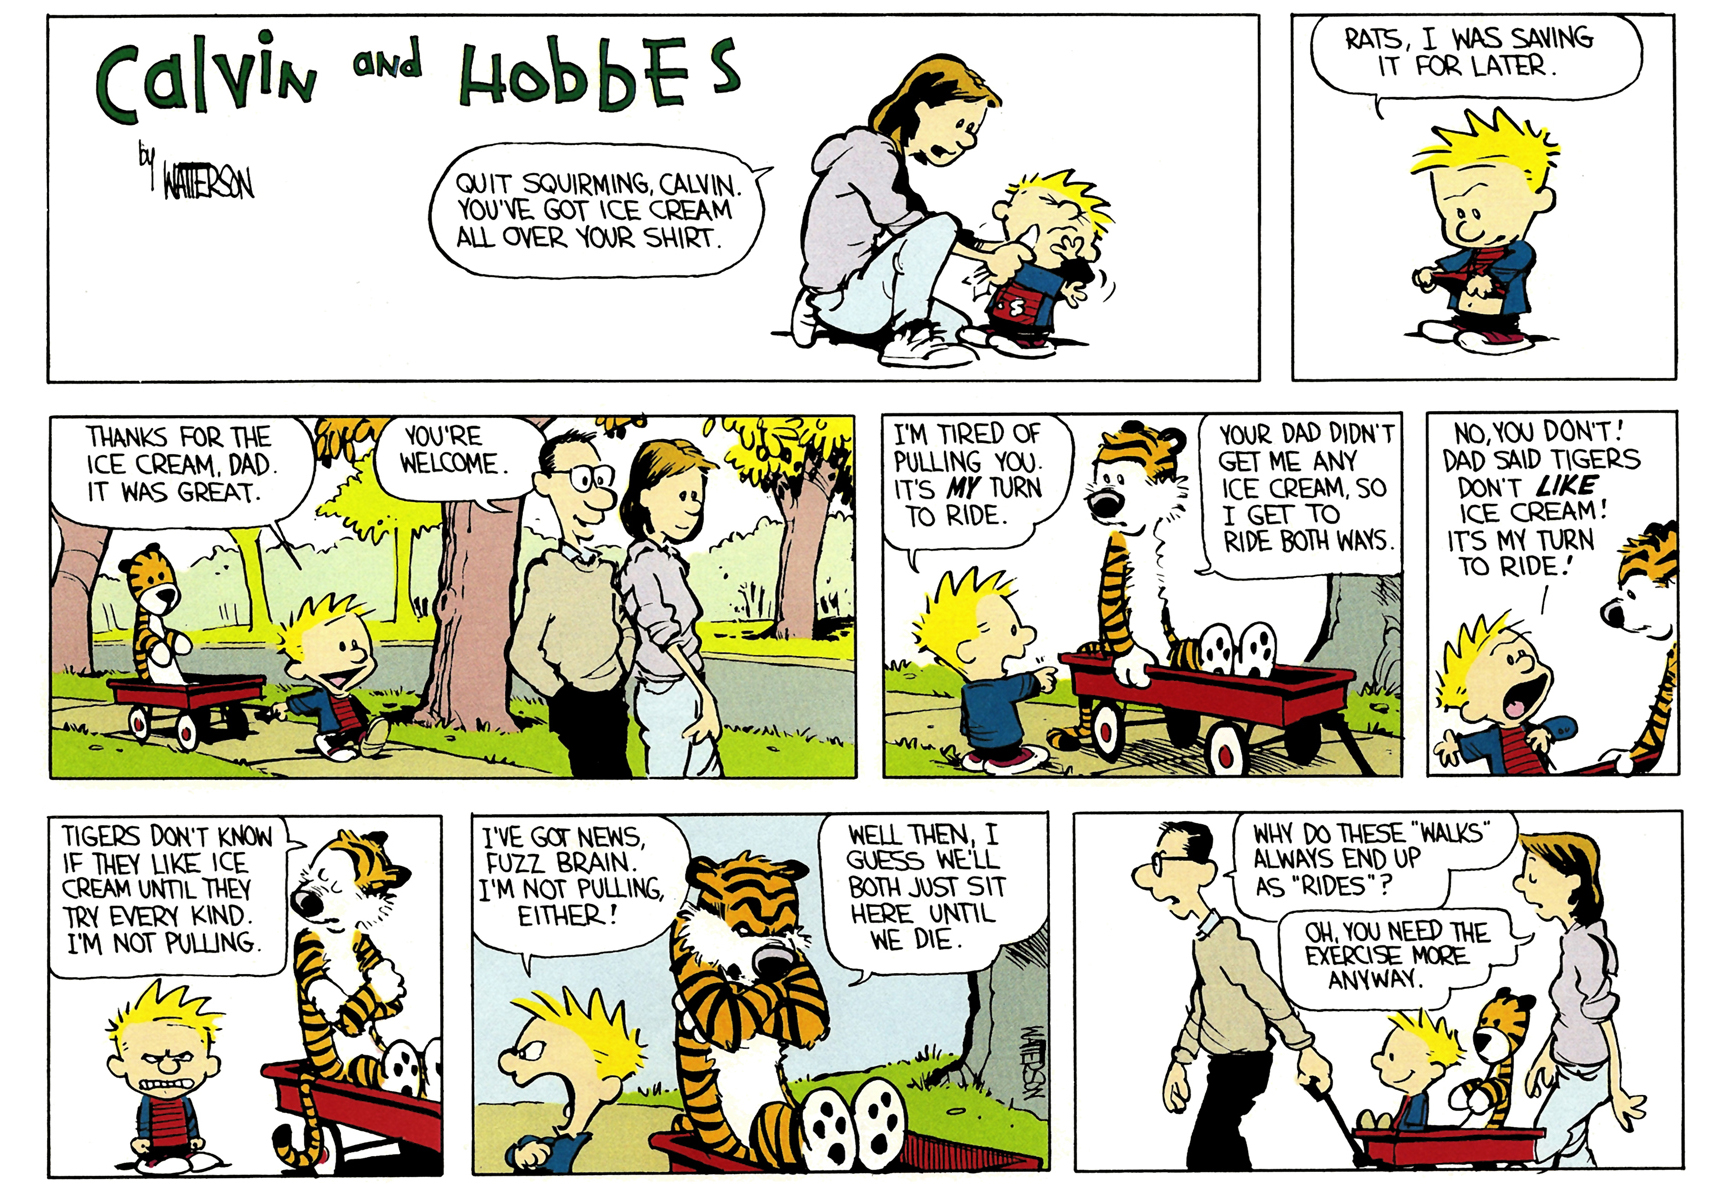 Calvin and HobbEs
by WATTERSON
QUIT SQUIRMING, CALVIN.
YOU'VE GOT ICE CREAM
ALL OVER YOUR SHIRT.
S
RATS, I WAS SAVING
IT FOR LATER.
THANKS FOR THE
ICE CREAM, DAD.
IT WAS GREAT.
YOU'RE
WELCOME.
I'M TIRED OF
PULLING YOU.
IT'S MY TURN
TO RIDE.
YOUR DAD DIDN'T
GET ME ANY
ICE CREAM, SO
I GET TO
RIDE BOTH WAYS.
NO, YOU DON'T!
DAD SAID TIGERS
DON'T LIKE
ICE CREAM!
IT'S MY TURN
TO RIDE!
TIGERS DON'T KNOW
IF THEY LIKE ICE
CREAM UNTIL THEY
TRY EVERY KIND.
I'M NOT PULLING.
I'VE GOT NEWS,
FUZZ BRAIN.
I'M NOT PULLING,
EITHER!
WELL THEN, I
GUESS WE'LL
BOTH JUST SIT
HERE UNTIL
WE DIE.
WATTERSON
WHY DO THESE "WALKS"
ALWAYS END UP
AS "RIDES"?
OH, YOU NEED THE
EXERCISE MORE
ANYWAY.